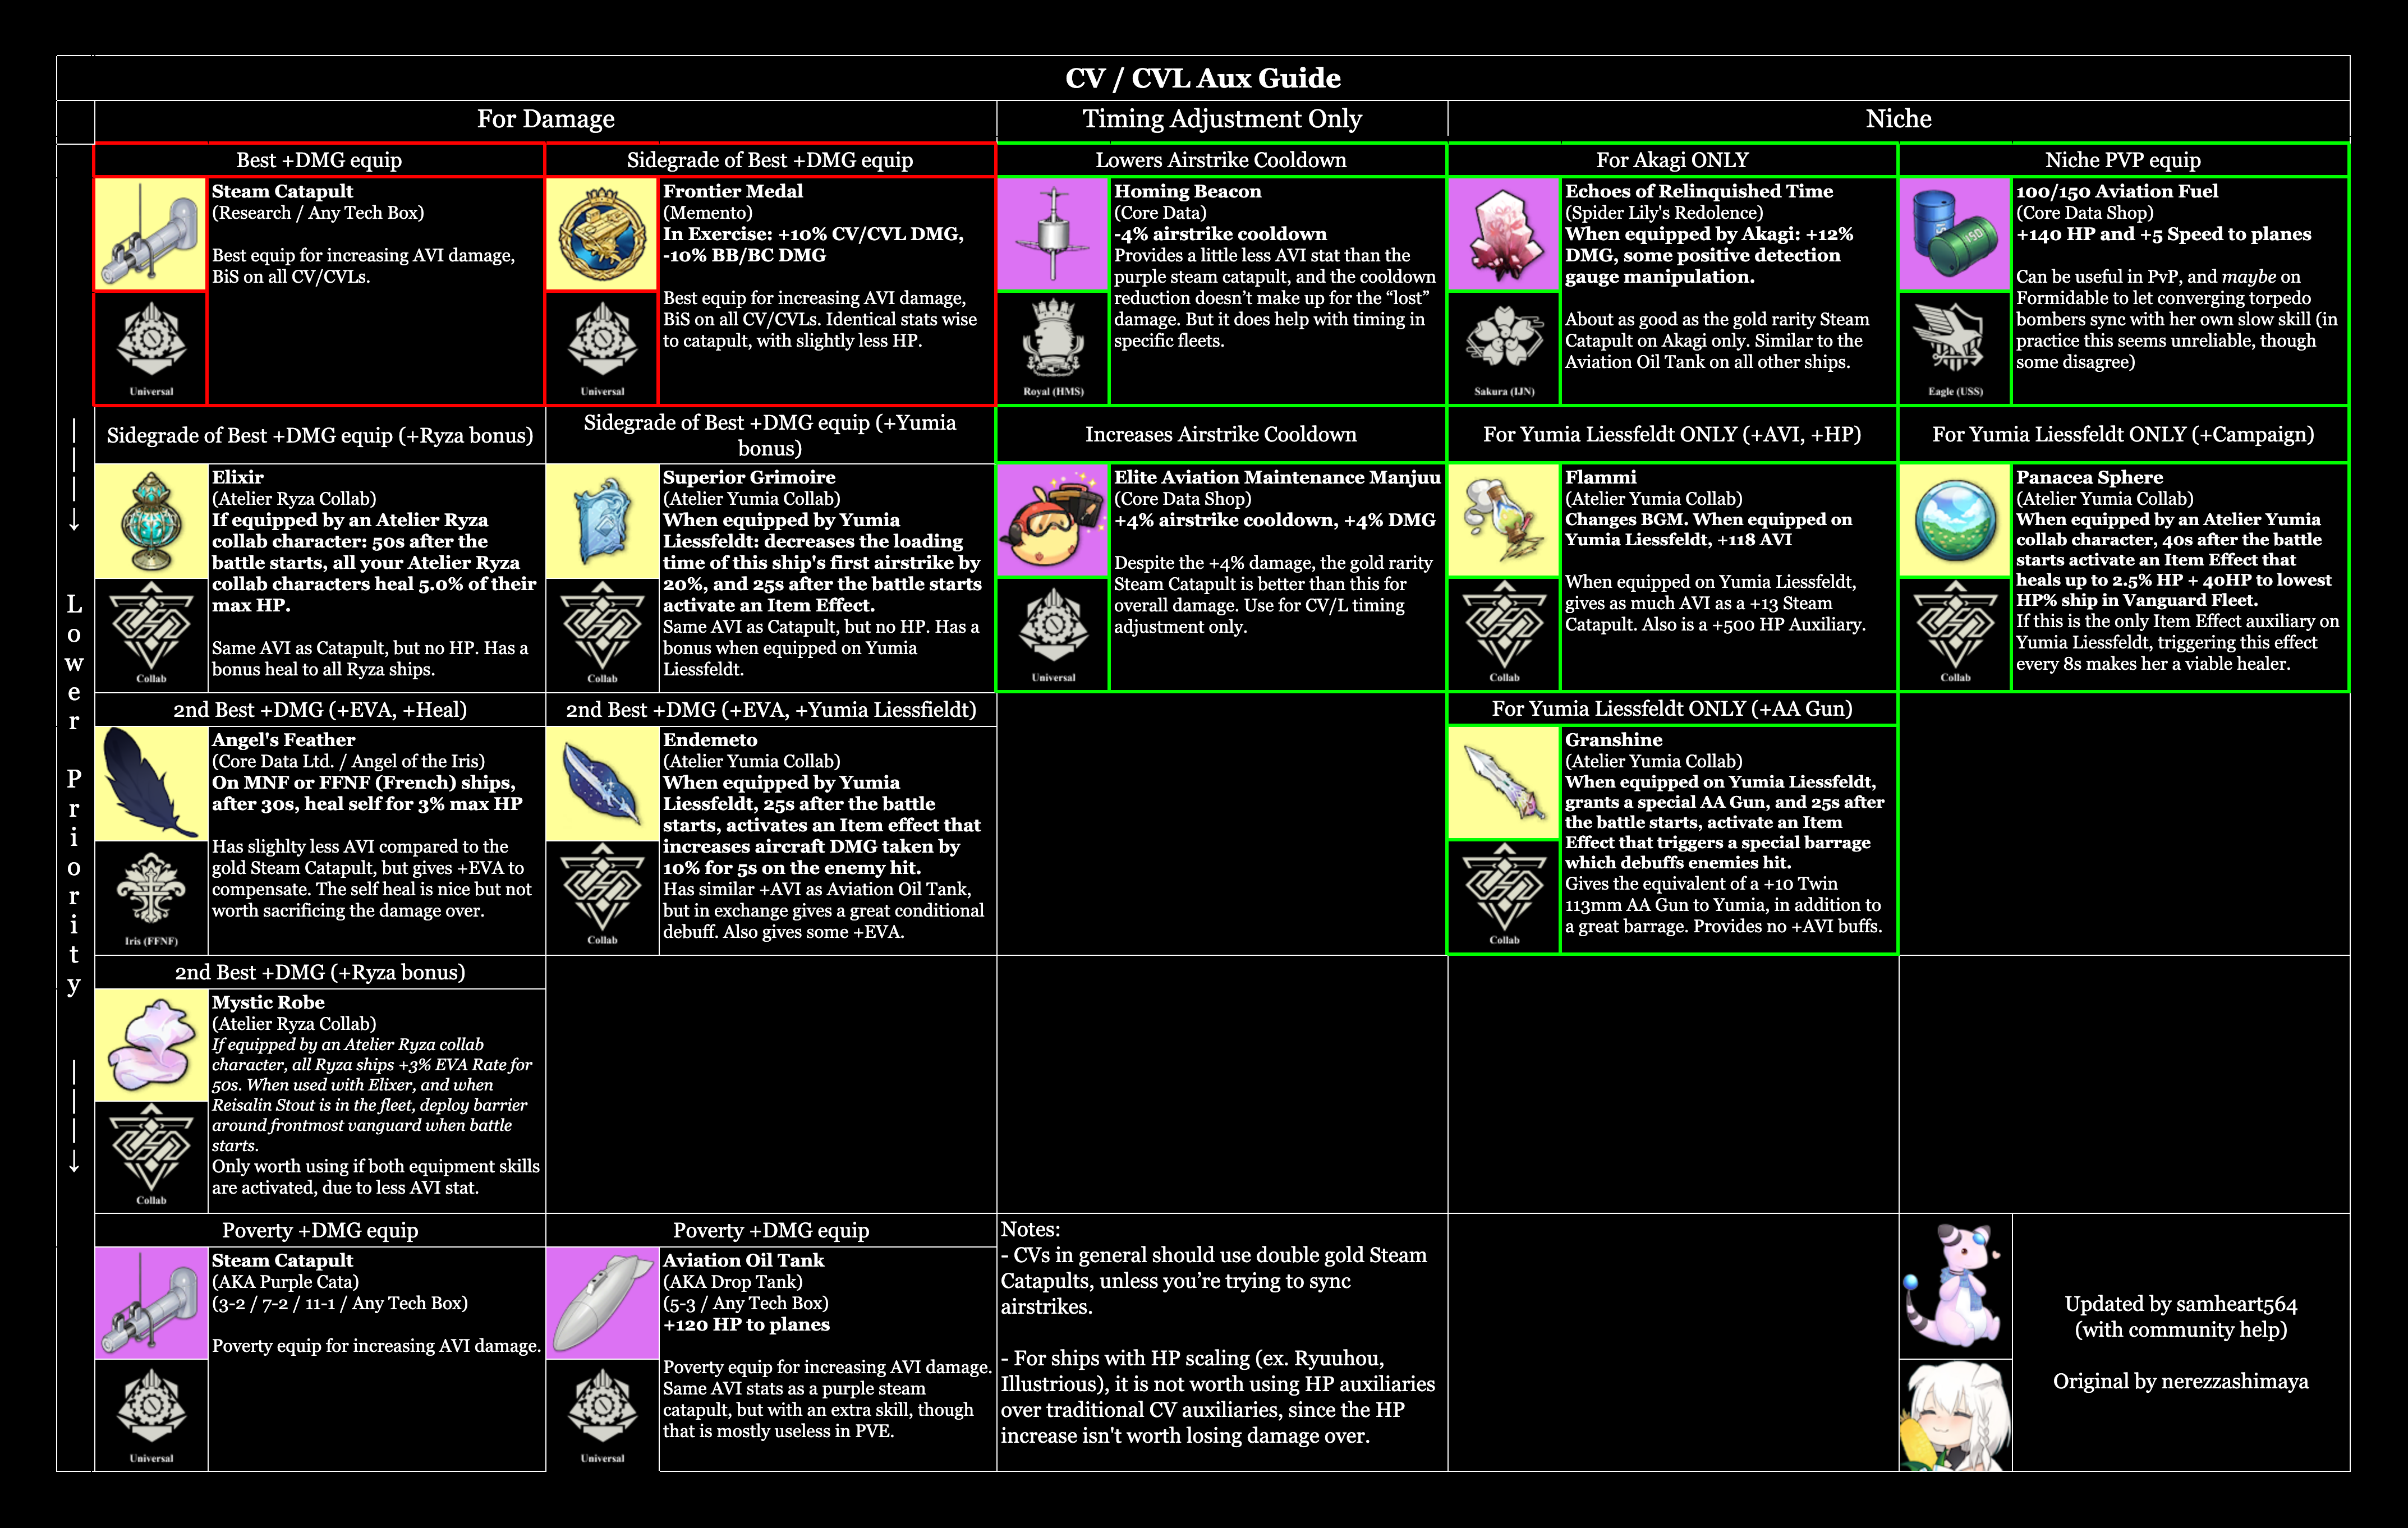 CV / CVL Aux Guide
For Damage
Timing Adjustment Only
Niche
Lower Priority
Best +DMG equip
Steam Catapult
(Research / Any Tech Box)
Best equip for increasing AVI damage,
BiS on all CV/CVLs.
Universal
Sidegrade of Best +DMG equip
Frontier Medal
(Memento)
In Exercise: +10% CV/CVL DMG,
-10% BB/BC DMG
Best equip for increasing AVI damage,
BiS on all CV/CVLs. Identical stats wise
to catapult, with slightly less HP.
Universal
Lowers Airstrike Cooldown
Homing Beacon
(Core Data)
-4% airstrike cooldown
Provides a little less AVI stat than the
purple steam catapult, and the cooldown
reduction doesn't make up for the “lost”
damage. But it does help with timing in
specific fleets.
Royal (HMS)
For Akagi ONLY
Echoes of Relinquished Time
(Spider Lily's Redolence)
When equipped by Akagi: +12%
DMG, some positive detection
gauge manipulation.
About as good as the gold rarity Steam
Catapult on Akagi only. Similar to the
Aviation Oil Tank on all other ships.
Sakura (IJN)
Niche PVP equip
100/150 Aviation Fuel
(Core Data Shop)
+140 HP and +5 Speed to planes
Can be useful in PvP, and maybe on
Formidable to let converging torpedo
bombers sync with her own slow skill (in
practice this seems unreliable, though
some disagree)
150
Eagle (USS)
Sidegrade of Best +DMG equip (+Ryza bonus)
Elixir
(Atelier Ryza Collab)
If equipped by an Atelier Ryza
collab character: 50s after the
battle starts, all your Atelier Ryza
collab characters heal 5.0% of their
max HP.
Same AVI as Catapult, but no HP. Has a
bonus heal to all Ryza ships.
Collab
Sidegrade of Best +DMG equip (+Yumia
bonus)
Superior Grimoire
(Atelier Yumia Collab)
When equipped by Yumia
Liessfeldt: decreases the loading
time of this ship's first airstrike by
20%, and 25s after the battle starts
activate an Item Effect.
Same AVI as Catapult, but no HP. Has a
bonus when equipped on Yumia
Liessfeldt.
Collab
Increases Airstrike Cooldown
Elite Aviation Maintenance Manjuu
(Core Data Shop)
+4% airstrike cooldown, +4% DMG
Despite the +4% damage, the gold rarity
Steam Catapult is better than this for
overall damage. Use for CV/L timing
adjustment only.
Universal
For Yumia Liessfeldt ONLY (+AVI, +HP)
Flammi
(Atelier Yumia Collab)
Changes BGM. When equipped on
Yumia Liessfeldt, +118 AVI
When equipped on Yumia Liessfeldt,
gives as much AVI as a +13 Steam
Catapult. Also is a +500 HP Auxiliary.
Collab
For Yumia Liessfeldt ONLY (+Campaign)
Panacea Sphere
(Atelier Yumia Collab)
When equipped by an Atelier Yumia
collab character, 40s after the battle
starts activate an Item Effect that
heals up to 2.5% HP + 40HP to lowest
HP% ship in Vanguard Fleet.
If this is the only Item Effect auxiliary on
Yumia Liessfeldt, triggering this effect
every 8s makes her a viable healer.
Collab
2nd Best +DMG (+EVA, +Heal)
Angel's Feather
(Core Data Ltd. / Angel of the Iris)
On MNF or FFNF (French) ships,
after 30s, heal self for 3% max HP
Has slighlty less AVI compared to the
gold Steam Catapult, but gives +EVA to
compensate. The self heal is nice but not
worth sacrificing the damage over.
Iris (FFNF)
2nd Best +DMG (+EVA, +Yumia Liessfieldt)
Endemeto
(Atelier Yumia Collab)
When equipped by Yumia
Liessfeldt, 25s after the battle
starts, activates an Item effect that
increases aircraft DMG taken by
10% for 5s on the enemy hit.
Has similar +AVI as Aviation Oil Tank,
but in exchange gives a great conditional
debuff. Also gives some +EVA.
Collab
For Yumia Liessfeldt ONLY (+AA Gun)
Granshine
(Atelier Yumia Collab)
When equipped on Yumia Liessfeldt,
grants a special AA Gun, and 25s after
the battle starts, activate an Item
Effect that triggers a special barrage
which debuffs enemies hit.
Gives the equivalent of a +10 Twin
113mm AA Gun to Yumia, in addition to
a great barrage. Provides no +AVI buffs.
Collab
2nd Best +DMG (+Ryza bonus)
Mystic Robe
(Atelier Ryza Collab)
If equipped by an Atelier Ryza collab
character, all Ryza ships +3% EVA Rate for
50s. When used with Elixer, and when
Reisalin Stout is in the fleet, deploy barrier
around frontmost vanguard when battle
starts.
Only worth using if both equipment skills
are activated, due to less AVI stat.
Collab
Poverty +DMG equip
Steam Catapult
(AKA Purple Cata)
(3-2 / 7-2 / 11-1 / Any Tech Box)
Poverty equip for increasing AVI damage.
Universal
Poverty +DMG equip
Aviation Oil Tank
(AKA Drop Tank)
(5-3 / Any Tech Box)
+120 HP to planes
Poverty equip for increasing AVI damage.
Same AVI stats as a purple steam
catapult, but with an extra skill, though
that is mostly useless in PVE.
Universal
Notes:
- CVs in general should use double gold Steam
Catapults, unless you're trying to sync
airstrikes.
- For ships with HP scaling (ex. Ryuuhou,
Illustrious), it is not worth using HP auxiliaries
over traditional CV auxiliaries, since the HP
increase isn't worth losing damage over.
Updated by samheart564
(with community help)
Original by nerezzashimaya